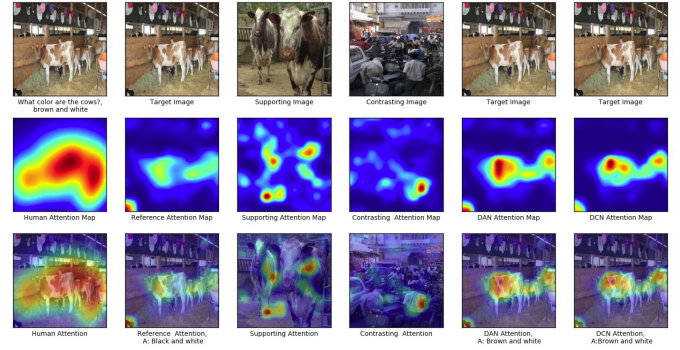 What color are the cows?,
brown and white
Target Image
Supporting Image
Contrasting Image
Target Image
Target Image
Human Attention Map
Reference Attention Map
Supporting Attention Map
Contrasting  Attention Map
DAN Attention Map
DCN Attention Map
Human Attention
Reference  Attention,
A: Black and white
Supporting Attention
Contrasting  Attention
DAN Attention,
A: Brown and white
DCN Attention,
A:Brown and white